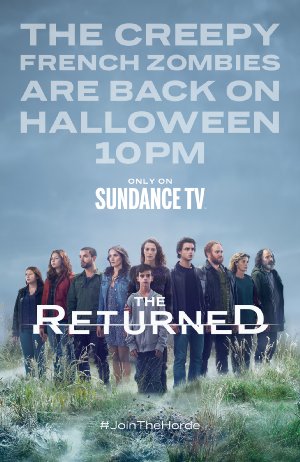 THE CREEPY
FRENCH ZOMBIES
ARE BACK ON
HALLOWEEN
10PM
ONLY ON
SUNDANCE TV
THE
RETURNED
#JoinTheHorde